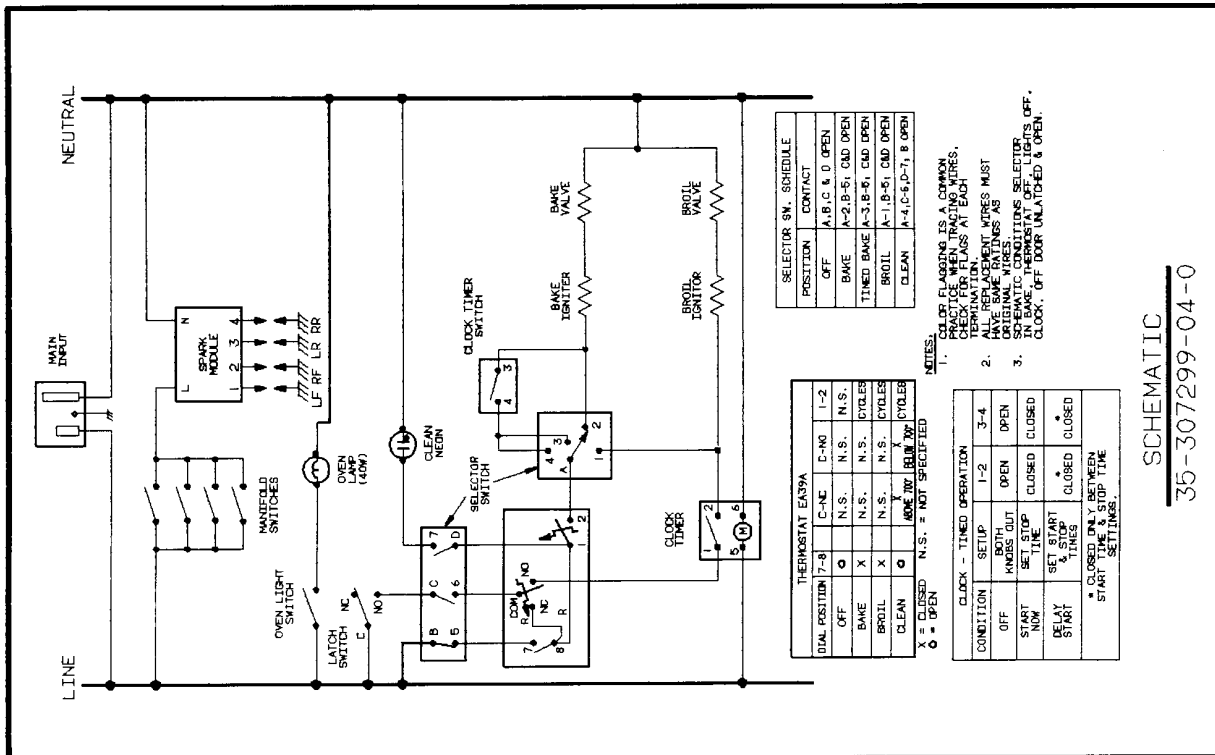 MAIN
INPUT
LINE
NEUTRAL
MANIFOLD
SWITCHES
L
N
SPARK
MODULE
1 2 3 4
LF RF LR RR
OVEN LIGHT
SWITCH
OVEN
LAMP
(40W)
LATCH
SWITCH
C
NC
NO
CLEAN
NEON
SELECTOR
SWITCH
B C 7
5 6 D
7
8
R
COM
NO
NC
R
1
2
CLOCK TIMER
SWITCH
4
3
4
3
A
2
1
BAKE
IGNITER
BAKE
VALVE
BROIL
IGNITOR
BROIL
VALVE
CLOCK
TIMER
1
2
5
M
6
THERMOSTAT EA39A
DIAL POSITION 7-8 C-NC C-NO 1-2
OFF O N.S. N.S. N.S.
BAKE X N.S. N.S. CYCLES
BROIL X N.S. N.S. CYCLES
CLEAN O X X CYCLES
ABOVE 700° BELOW 700°
X = CLOSED
O = OPEN
N.S. = NOT SPECIFIED
SELECTOR SW. SCHEDULE
POSITION CONTACT
OFF A,B,C & D OPEN
BAKE A-2,B-5; C&D OPEN
TIMED BAKE A-3,B-5; C&D OPEN
BROIL A-1,B-5; C&D OPEN
CLEAN A-4,C-6,D-7; B OPEN
CLOCK - TIMED OPERATION
CONDITION SETUP 1-2 3-4
OFF BOTH KNOBS OUT OPEN OPEN
START NOW SET STOP TIME CLOSED CLOSED
DELAY START SET START & STOP TIMES * CLOSED * CLOSED
* CLOSED ONLY BETWEEN
START TIME & STOP TIME
SETTINGS.
NOTES:
1. COLOR FLAGGING IS A COMMON
PRACTICE WHEN TRACING WIRES.
CHECK FOR FLAGS AT EACH
TERMINATION.
2. ALL REPLACEMENT WIRES MUST
HAVE SAME RATINGS AS
ORIGINAL WIRES.
3. SCHEMATIC CONDITIONS SELECTOR
IN BAKE, THERMOSTAT OFF, LIGHTS OFF,
CLOCK, OFF DOOR UNLATCHED & OPEN.
SCHEMATIC
35-307299-04-0